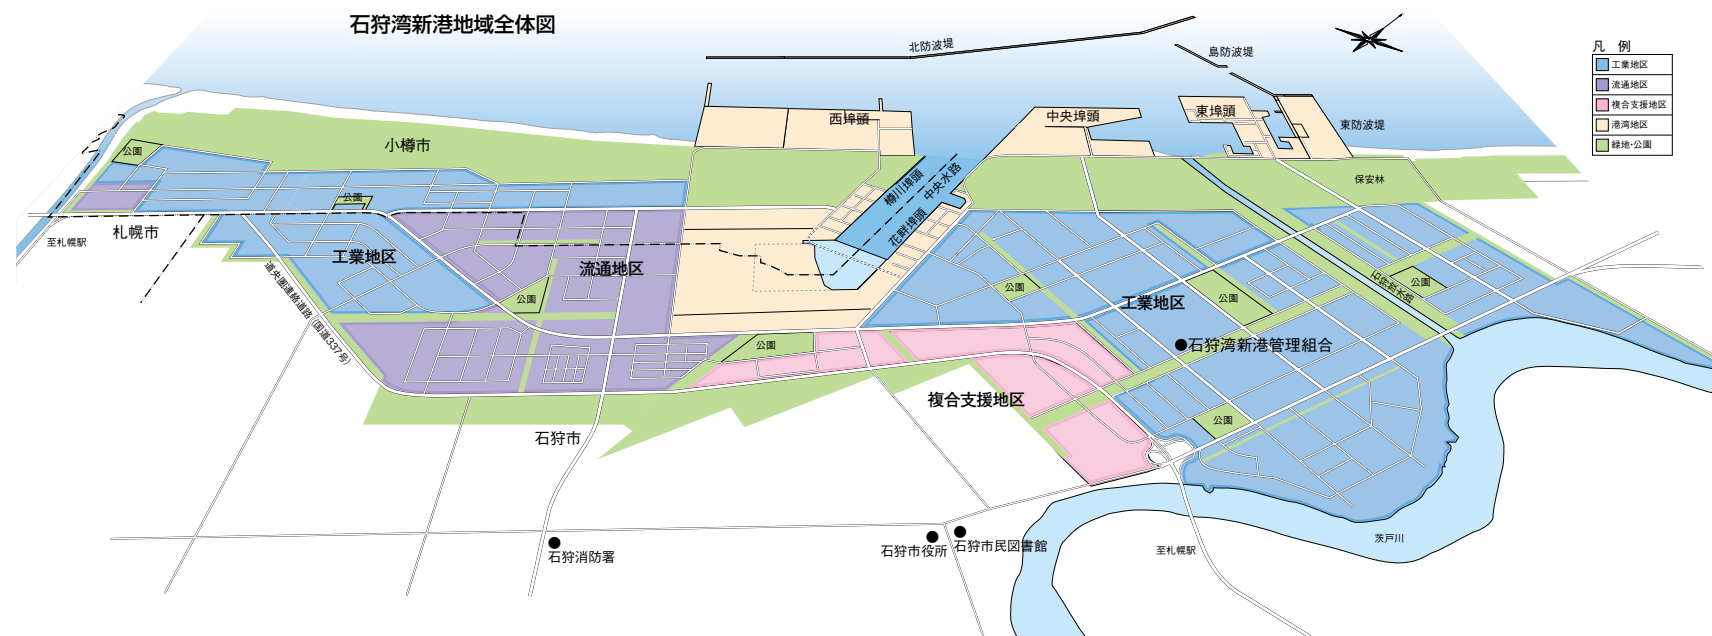 石狩湾新港地域全体図
北防波堤
島防波堤
凡 例
工業地区
流通地区
複合支援地区
港湾地区
緑地・公園
西埠頭
中央埠頭
東埠頭
東防波堤
小樽市
公園
公園
樽川埠頭
中央水路
花畔埠頭
保安林
札幌市
至札幌駅
工業地区
流通地区
道央圏連絡道路(国道337号)
公園
公園
公園
公園
工業地区
石狩放水路
公園
石狩湾新港管理組合
複合支援地区
公園
石狩市
石狩消防署
石狩市役所
石狩市民図書館
至札幌駅
茨戸川